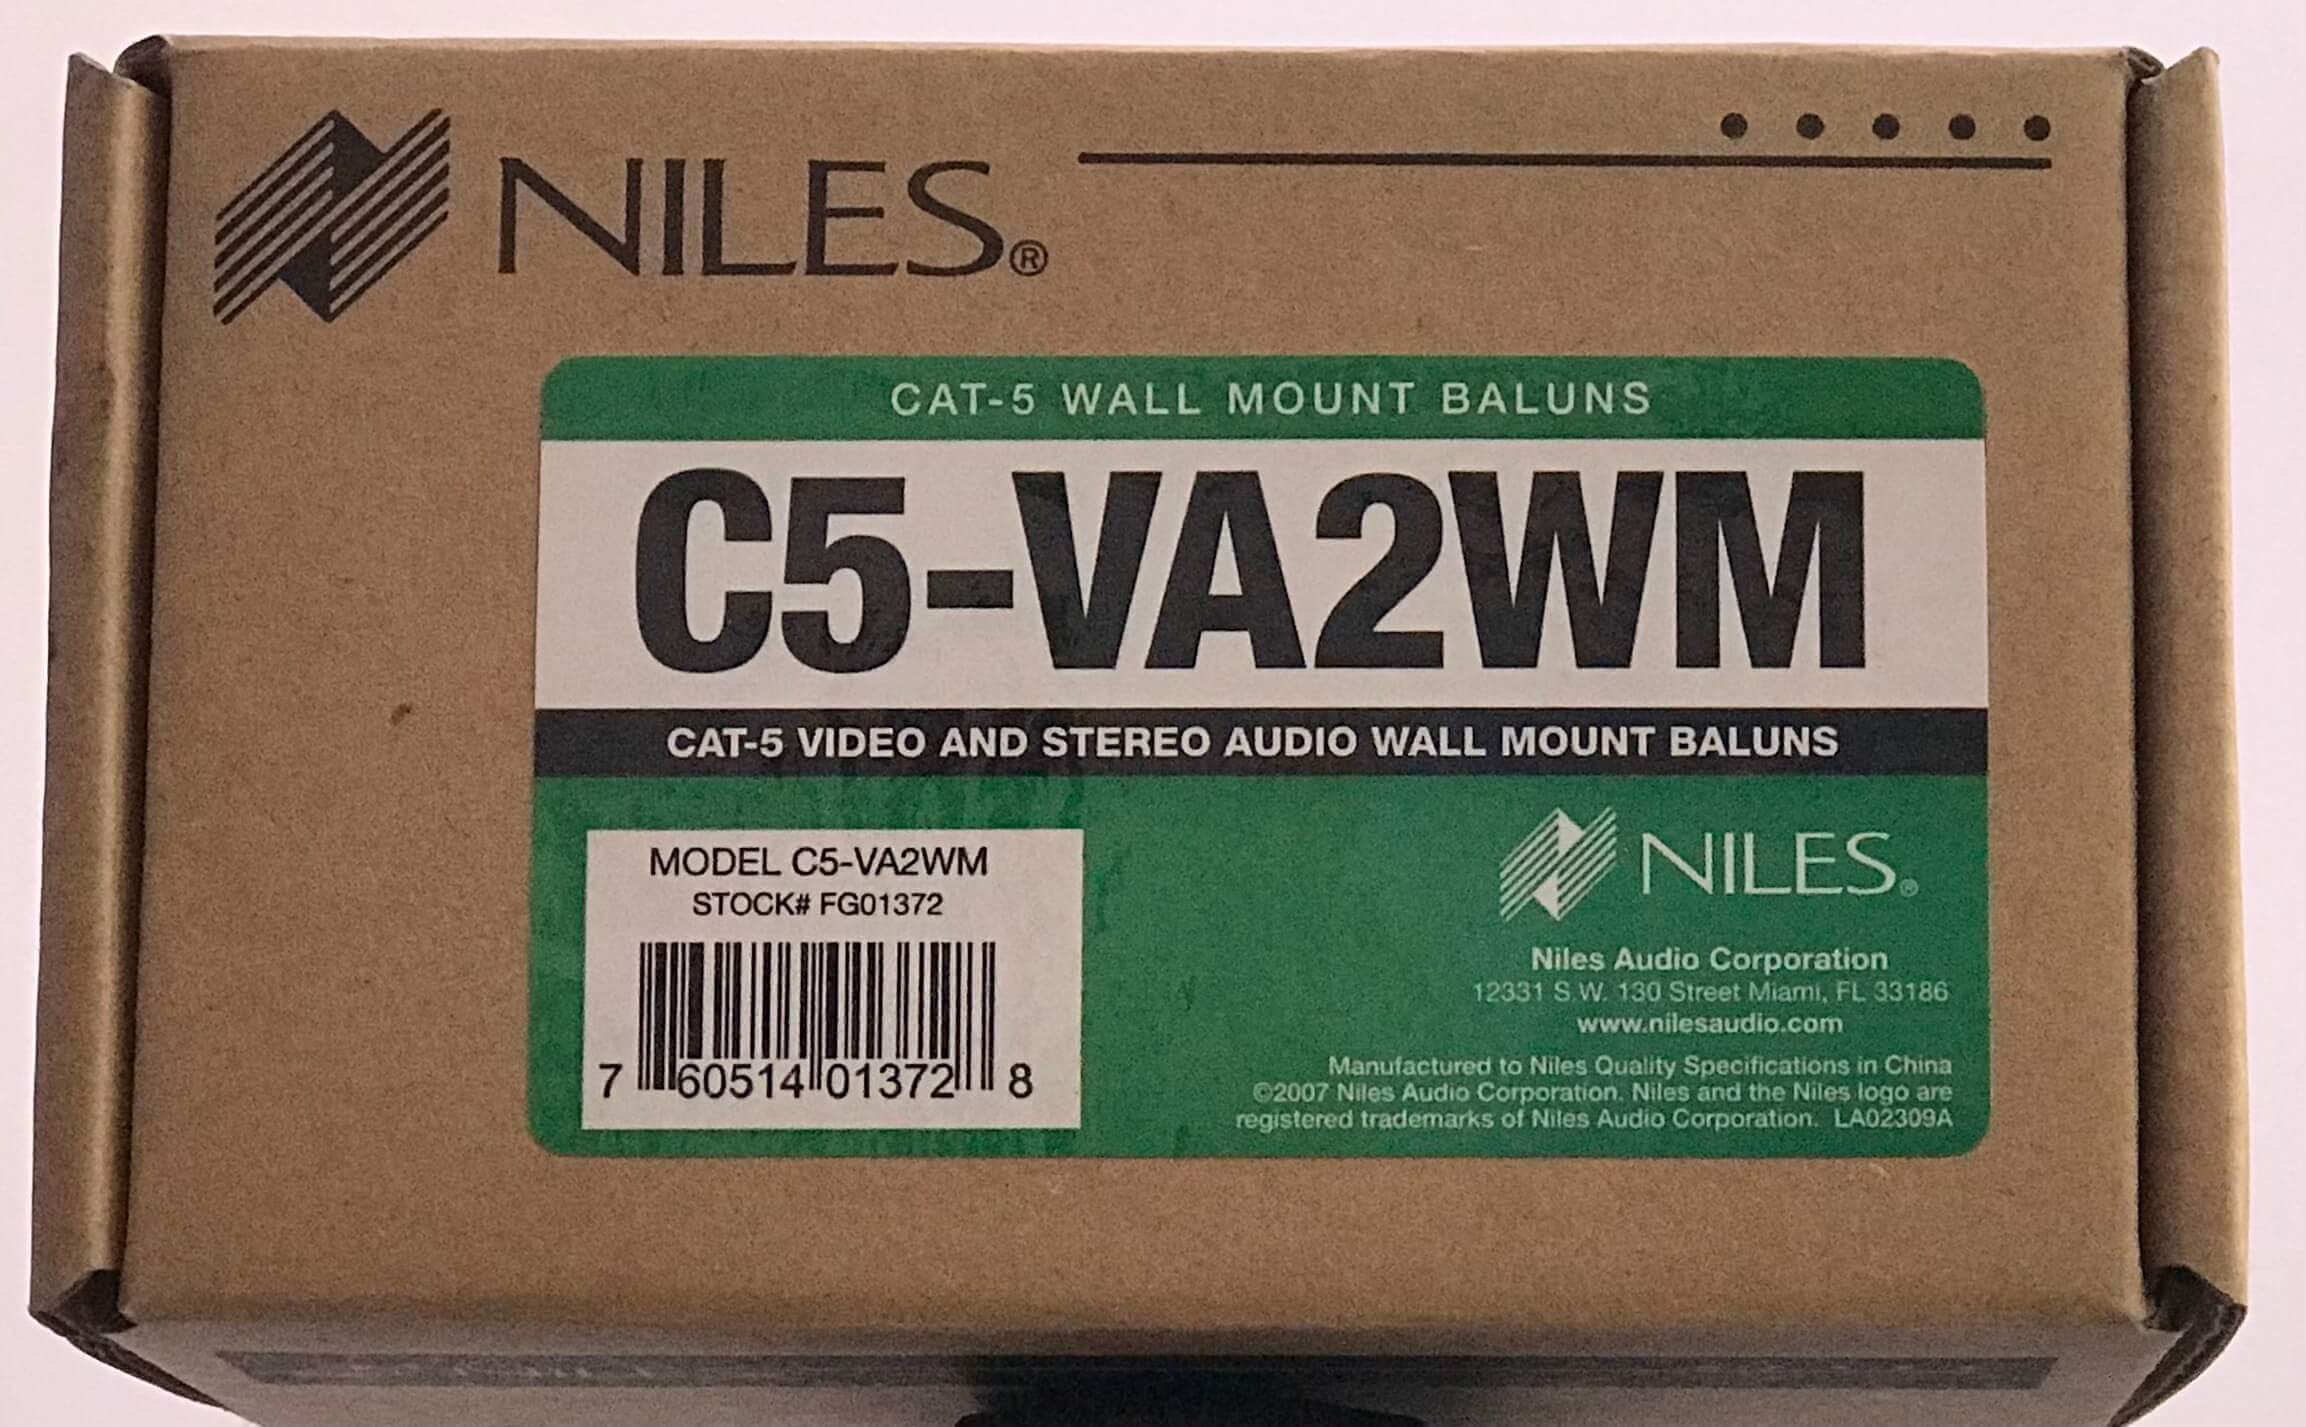 NILES®
CAT-5 WALL MOUNT BALUNS
C5-VA2WM
CAT-5 VIDEO AND STEREO AUDIO WALL MOUNT BALUNS
MODEL C5-VA2WM
STOCK# FG01372
7 60514 01372 8
NILES®
Niles Audio Corporation
12331 S.W. 130 Street Miami, FL 33186
www.nilesaudio.com
Manufactured to Niles Quality Specifications in China
©2007 Niles Audio Corporation. Niles and the Niles logo are
registered trademarks of Niles Audio Corporation. LA02309A